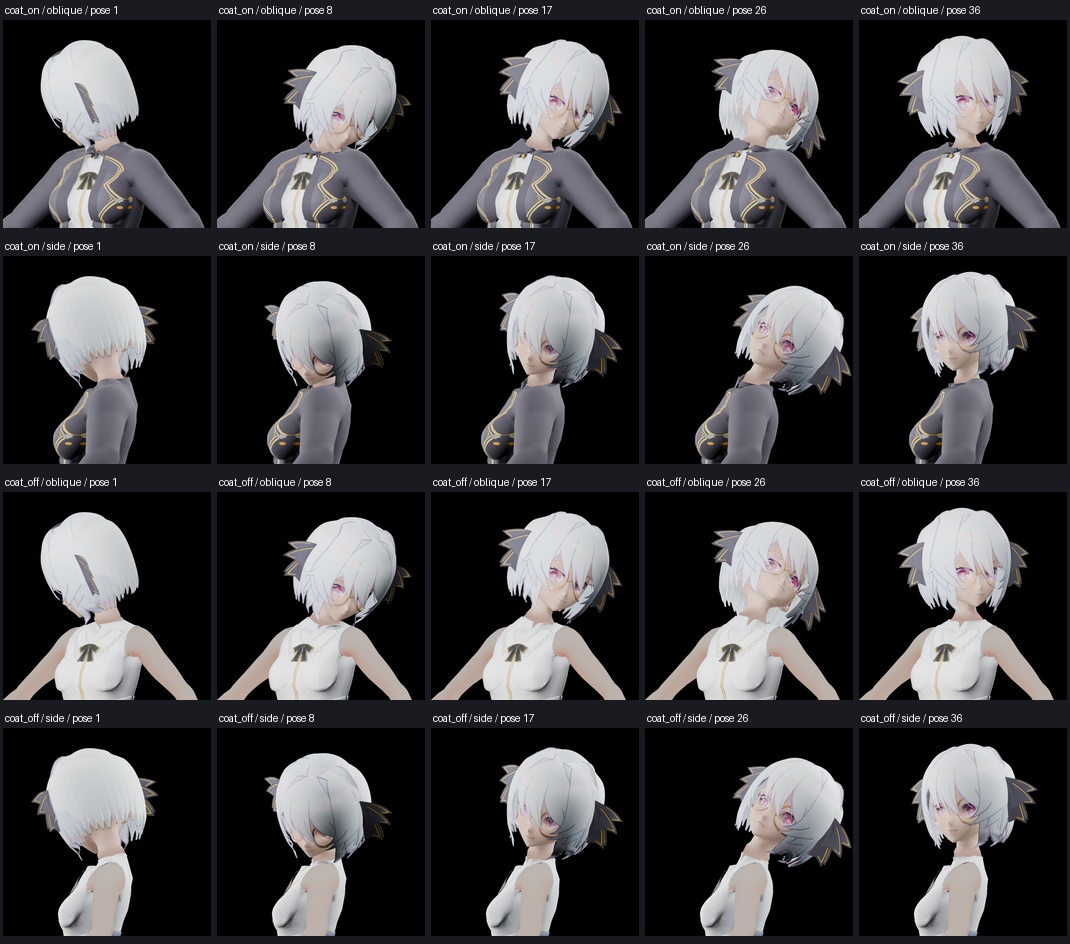 coat_on / oblique / pose 1
coat_on / oblique / pose 8
coat_on / oblique / pose 17
coat_on / oblique / pose 26
coat_on / oblique / pose 36
coat_on / side / pose 1
coat_on / side / pose 8
coat_on / side / pose 17
coat_on / side / pose 26
coat_on / side / pose 36
coat_off / oblique / pose 1
coat_off / oblique / pose 8
coat_off / oblique / pose 17
coat_off / oblique / pose 26
coat_off / oblique / pose 36
coat_off / side / pose 1
coat_off / side / pose 8
coat_off / side / pose 17
coat_off / side / pose 26
coat_off / side / pose 36